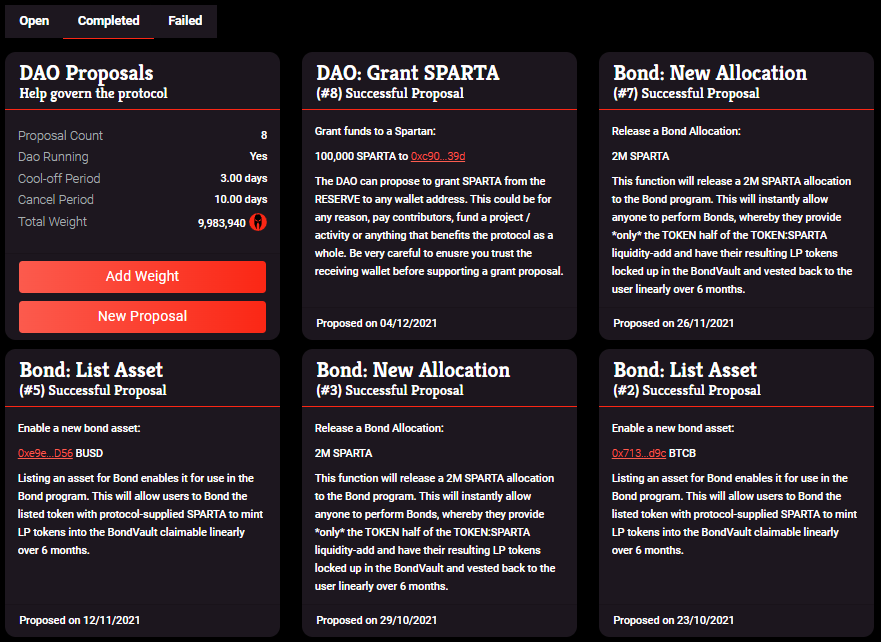 Open Completed Failed
DAO Proposals
Help govern the protocol
Proposal Count 8
Dao Running Yes
Cool-off Period 3.00 days
Cancel Period 10.00 days
Total Weight 9,983,940
Add Weight
New Proposal
DAO: Grant SPARTA
(#8) Successful Proposal
Grant funds to a Spartan:
100,000 SPARTA to 0xc90...39d
The DAO can propose to grant SPARTA from the
RESERVE to any wallet address. This could be for
any reason, pay contributors, fund a project /
activity or anything that benefits the protocol as a
whole. Be very careful to enusre you trust the
receiving wallet before supporting a grant proposal.
Proposed on 04/12/2021
Bond: New Allocation
(#7) Successful Proposal
Release a Bond Allocation:
2M SPARTA
This function will release a 2M SPARTA allocation
to the Bond program. This will instantly allow
anyone to perform Bonds, whereby they provide
*only* the TOKEN half of the TOKEN:SPARTA
liquidity-add and have their resulting LP tokens
locked up in the BondVault and vested back to the
user linearly over 6 months.
Proposed on 26/11/2021
Bond: List Asset
(#5) Successful Proposal
Enable a new bond asset:
0xe9e...D56 BUSD
Listing an asset for Bond enables it for use in the
Bond program. This will allow users to Bond the
listed token with protocol-supplied SPARTA to mint
LP tokens into the BondVault claimable linearly
over 6 months.
Proposed on 12/11/2021
Bond: New Allocation
(#3) Successful Proposal
Release a Bond Allocation:
2M SPARTA
This function will release a 2M SPARTA allocation
to the Bond program. This will instantly allow
anyone to perform Bonds, whereby they provide
*only* the TOKEN half of the TOKEN:SPARTA
liquidity-add and have their resulting LP tokens
locked up in the BondVault and vested back to the
user linearly over 6 months.
Proposed on 29/10/2021
Bond: List Asset
(#2) Successful Proposal
Enable a new bond asset:
0x713...d9c BTCB
Listing an asset for Bond enables it for use in the
Bond program. This will allow users to Bond the
listed token with protocol-supplied SPARTA to mint
LP tokens into the BondVault claimable linearly
over 6 months.
Proposed on 23/10/2021